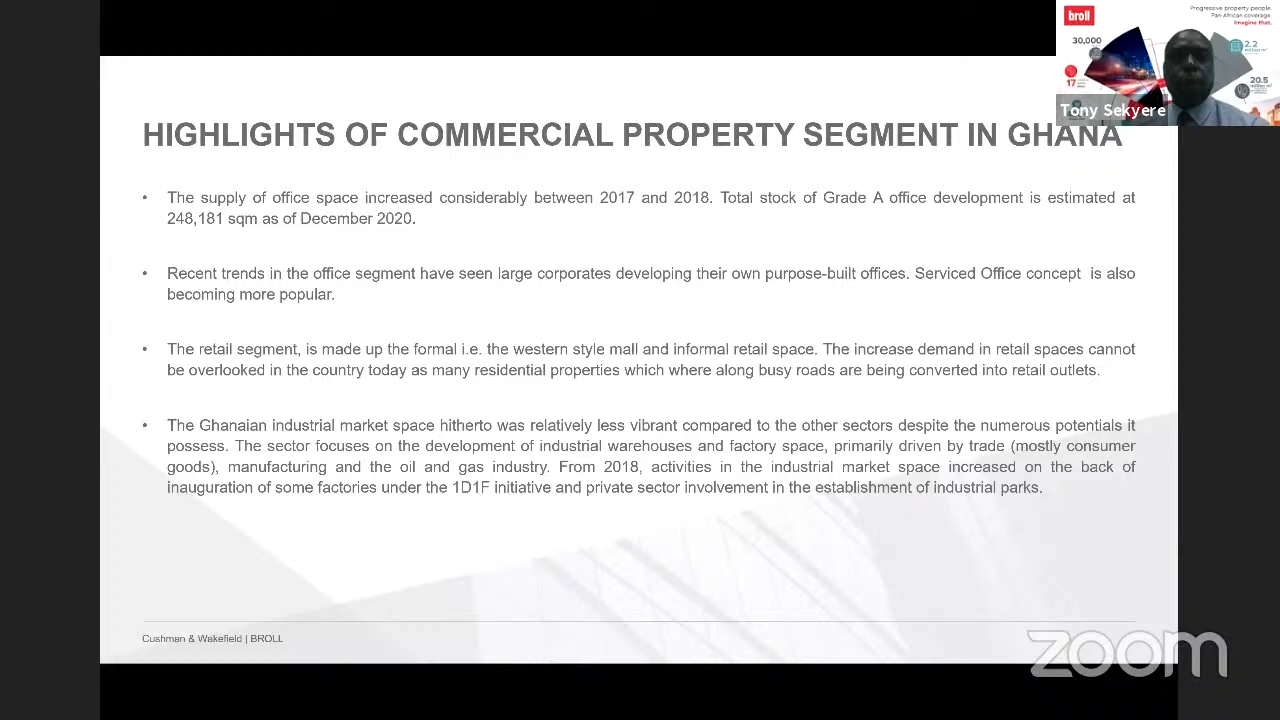 broll
Progressive property people.
Pan-African coverage
Imagine that.
30,000
2.2
17
20.5
Tony Sekyere
HIGHLIGHTS OF COMMERCIAL PROPERTY SEGMENT IN GHANA
• The supply of office space increased considerably between 2017 and 2018. Total stock of Grade A office development is estimated at
248,181 sqm as of December 2020.
• Recent trends in the office segment have seen large corporates developing their own purpose-built offices. Serviced Office concept is also
becoming more popular.
• The retail segment, is made up the formal i.e. the western style mall and informal retail space. The increase demand in retail spaces cannot
be overlooked in the country today as many residential properties which where along busy roads are being converted into retail outlets.
• The Ghanaian industrial market space hitherto was relatively less vibrant compared to the other sectors despite the numerous potentials it
possess. The sector focuses on the development of industrial warehouses and factory space, primarily driven by trade (mostly consumer
goods), manufacturing and the oil and gas industry. From 2018, activities in the industrial market space increased on the back of
inauguration of some factories under the 1D1F initiative and private sector involvement in the establishment of industrial parks.
Cushman & Wakefield | BROLL
zoom